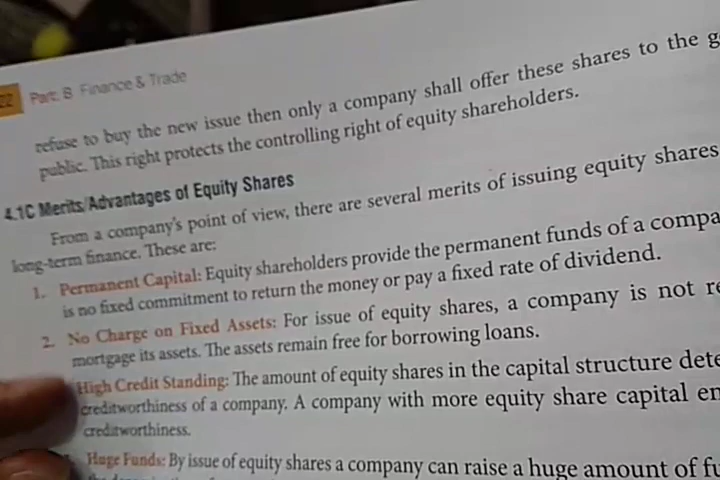 22 Part: B Finance & Trade
refuse to buy the new issue then only a company shall offer these shares to the
public. This right protects the controlling right of equity shareholders.
4.1C Merits/Advantages of Equity Shares
From a company's point of view, there are several merits of issuing equity shares
long-term finance. These are:
1. Permanent Capital: Equity shareholders provide the permanent funds of a
is no fixed commitment to return the money or pay a fixed rate of dividend.
2. No Charge on Fixed Assets: For issue of equity shares, a company is not
mortgage its assets. The assets remain free for borrowing loans.
High Credit Standing: The amount of equity shares in the capital structure
creditworthiness of a company. A company with more equity share capital
creditworthiness.
Huge Funds: By issue of equity shares a company can raise a huge amount of